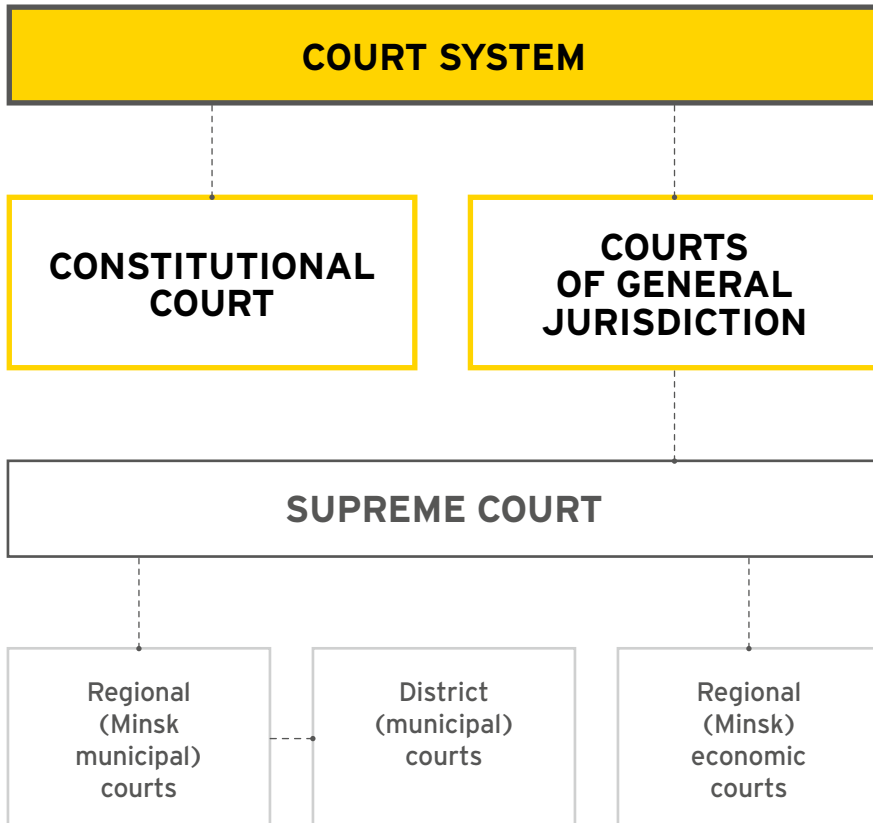 COURT SYSTEM
CONSTITUTIONAL
COURT
COURTS
OF GENERAL
JURISDICTION
SUPREME COURT
Regional
(Minsk
municipal)
courts
District
(municipal)
courts
Regional
(Minsk)
economic
courts